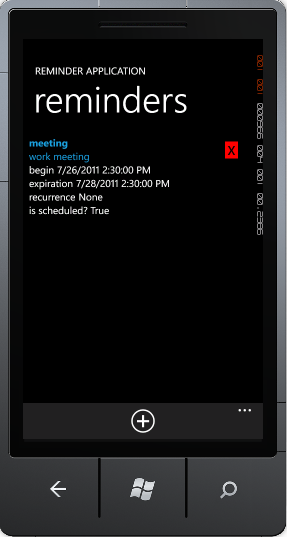 REMINDER APPLICATION
reminders
meeting
X
work meeting
begin 7/26/2011 2:30:00 PM
expiration 7/28/2011 2:30:00 PM
recurrence None
is scheduled? True